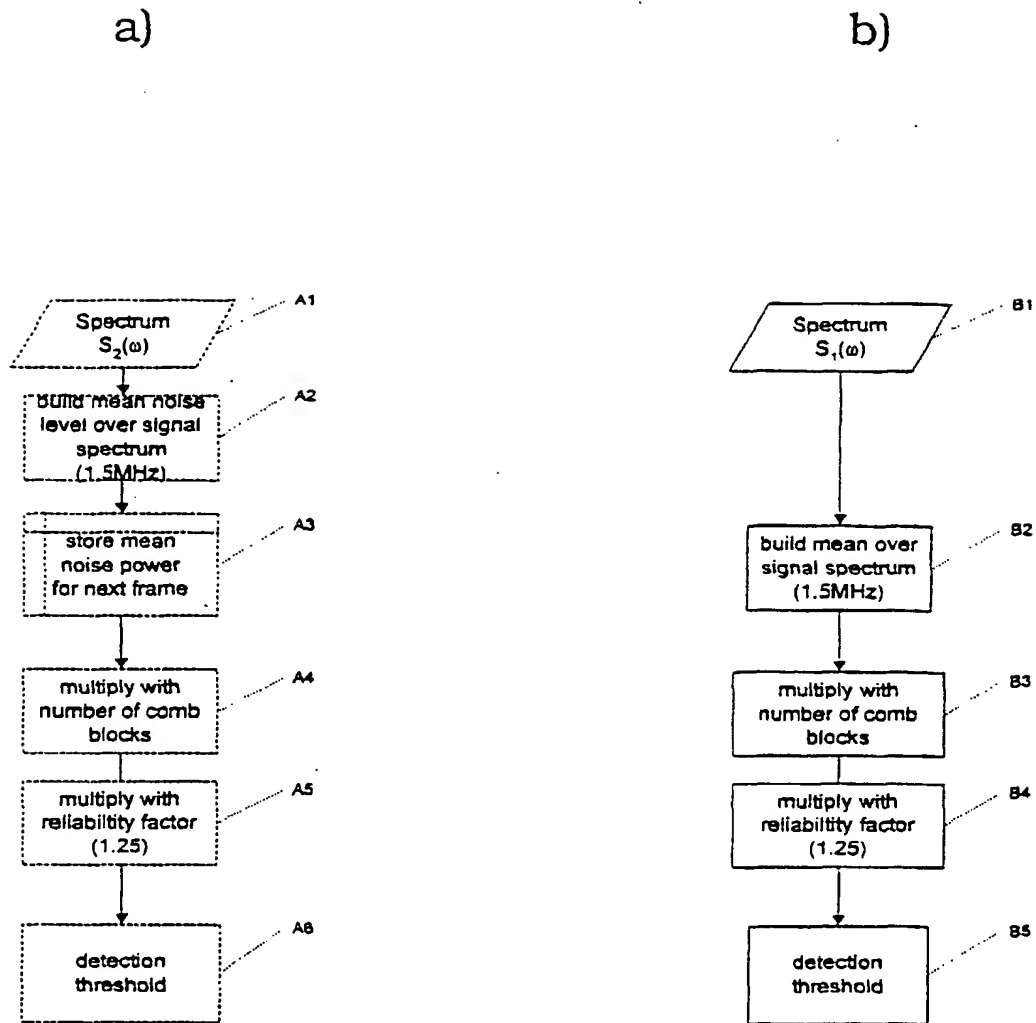 a)
b)
Spectrum
S₂(ω)
A1
build mean noise
level over signal
spectrum
(1.5MHz)
A2
store mean
noise power
for next frame
A3
multiply with
number of comb
blocks
A4
multiply with
reliabiltity factor
(1.25)
A5
detection
threshold
A6
Spectrum
S₁(ω)
B1
build mean over
signal spectrum
(1.5MHz)
B2
multiply with
number of comb
blocks
B3
multiply with
reliabiltity factor
(1.25)
B4
detection
threshold
B5